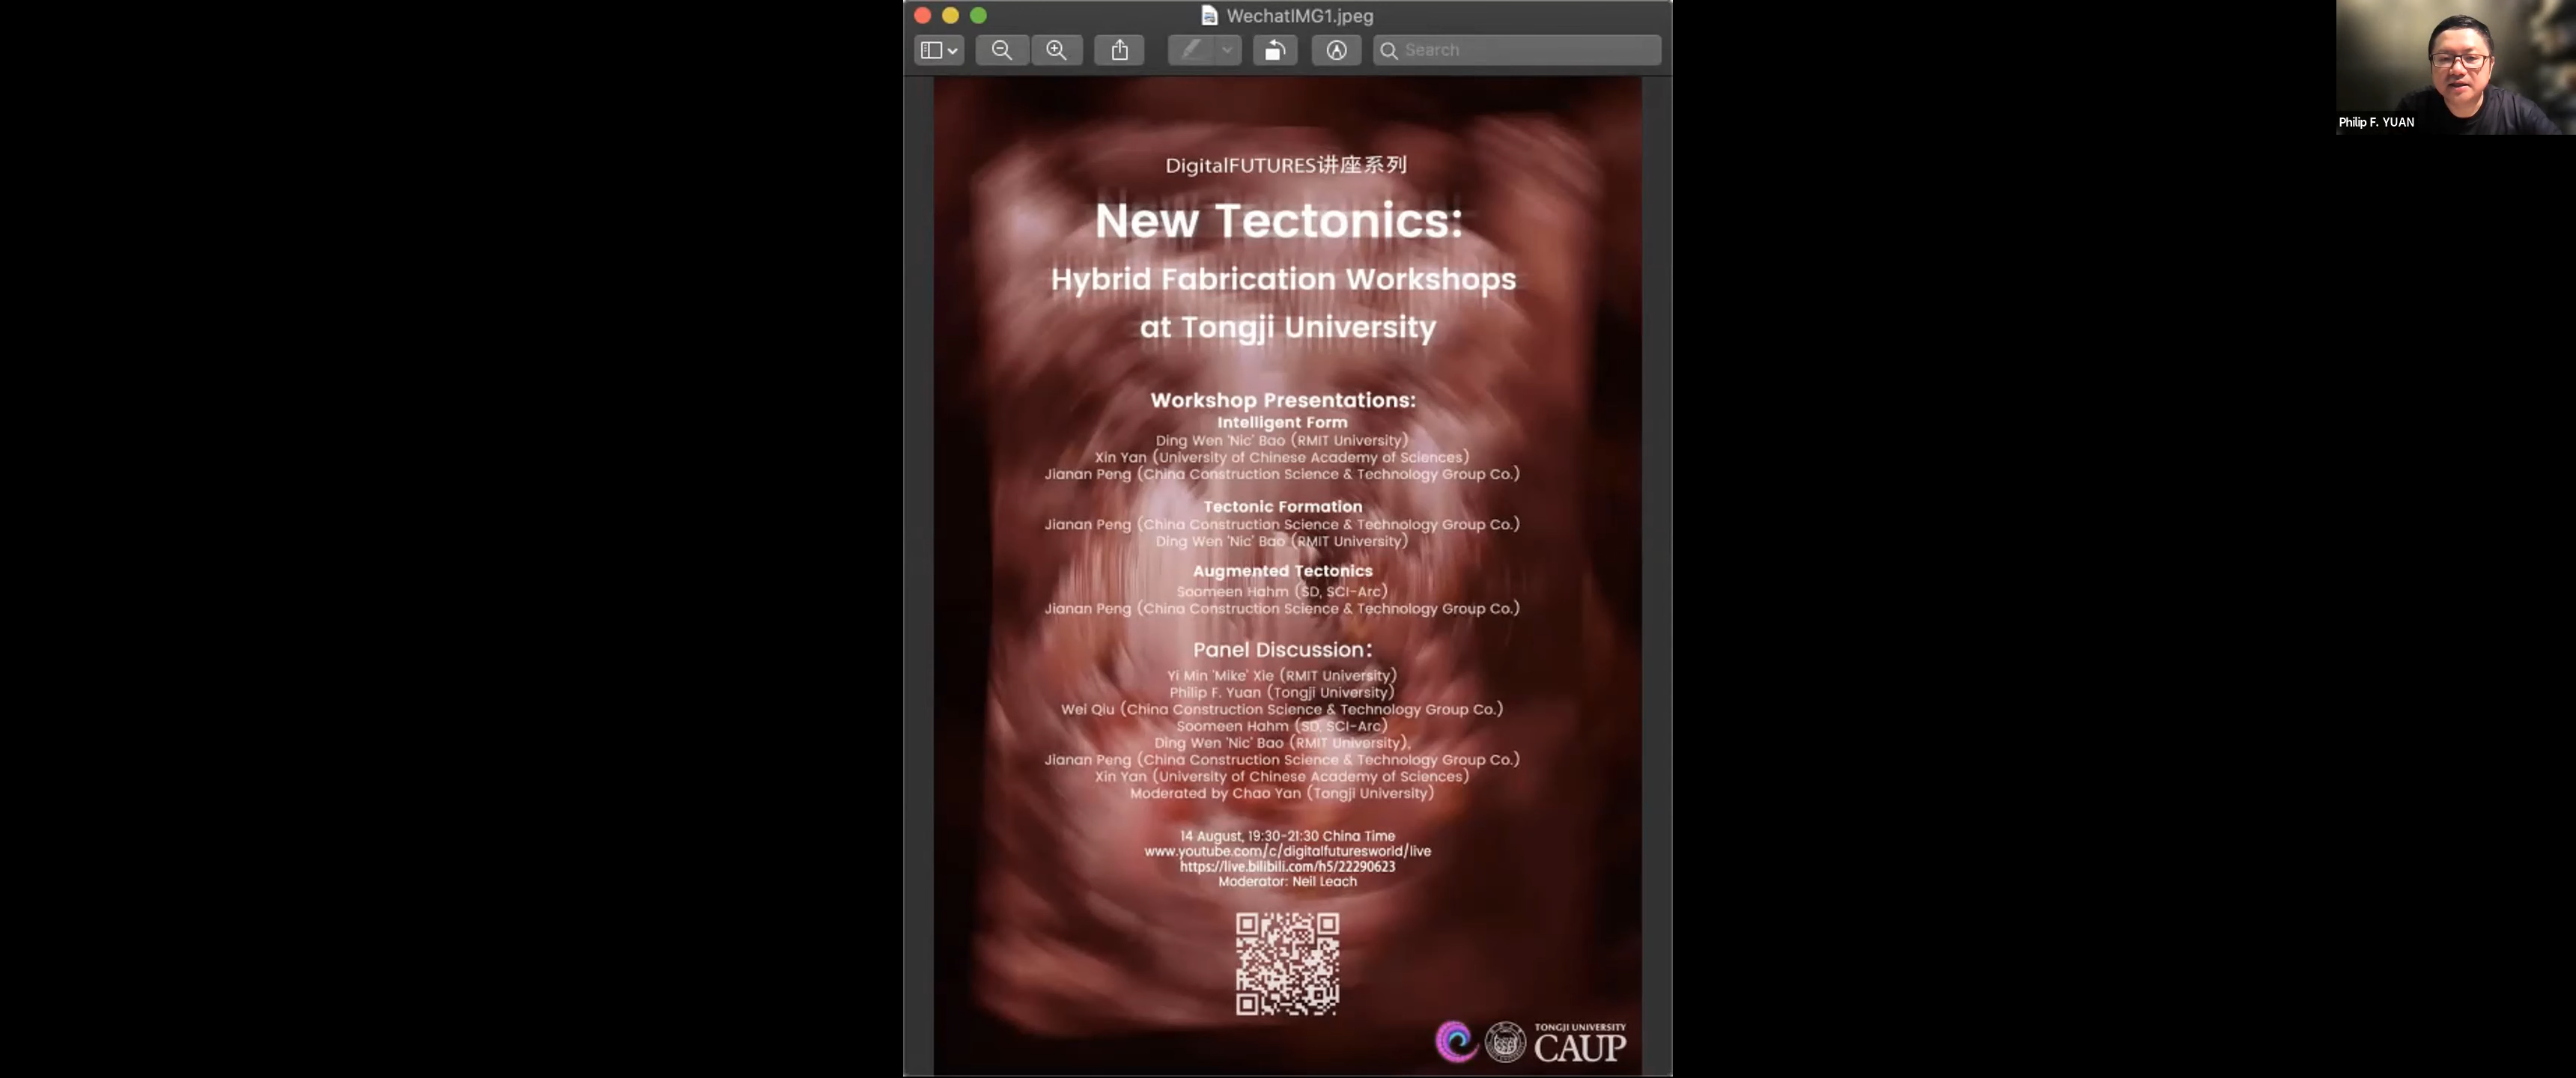 WechatIMG1.jpeg
Search
Philip F. YUAN
DigitalFUTURES讲座系列
New Tectonics:
Hybrid Fabrication Workshops
at Tongji University
Workshop Presentations:
Intelligent Form
Ding Wen 'Nic' Bao (RMIT University)
Xin Yan (University of Chinese Academy of Sciences)
Jianan Peng (China Construction Science & Technology Group Co.)
Tectonic Formation
Jianan Peng (China Construction Science & Technology Group Co.)
Ding Wen 'Nic' Bao (RMIT University)
Augmented Tectonics
Soomeen Hahm (SD, SCI-Arc)
Jianan Peng (China Construction Science & Technology Group Co.)
Panel Discussion：
Yi Min 'Mike' Xie (RMIT University)
Philip F. Yuan (Tongji University)
Wei Qiu (China Construction Science & Technology Group Co.)
Soomeen Hahm (SD, SCI-Arc)
Ding Wen 'Nic' Bao (RMIT University),
Jianan Peng (China Construction Science & Technology Group Co.)
Xin Yan (University of Chinese Academy of Sciences)
Moderated by Chao Yan (Tongji University)
14 August, 19:30-21:30 China Time
www.youtube.com/c/digitalfuturesworld/live
https://live.bilibili.com/h5/22290623
Moderator: Neil Leach
TONGJI UNIVERSITY
CAUP